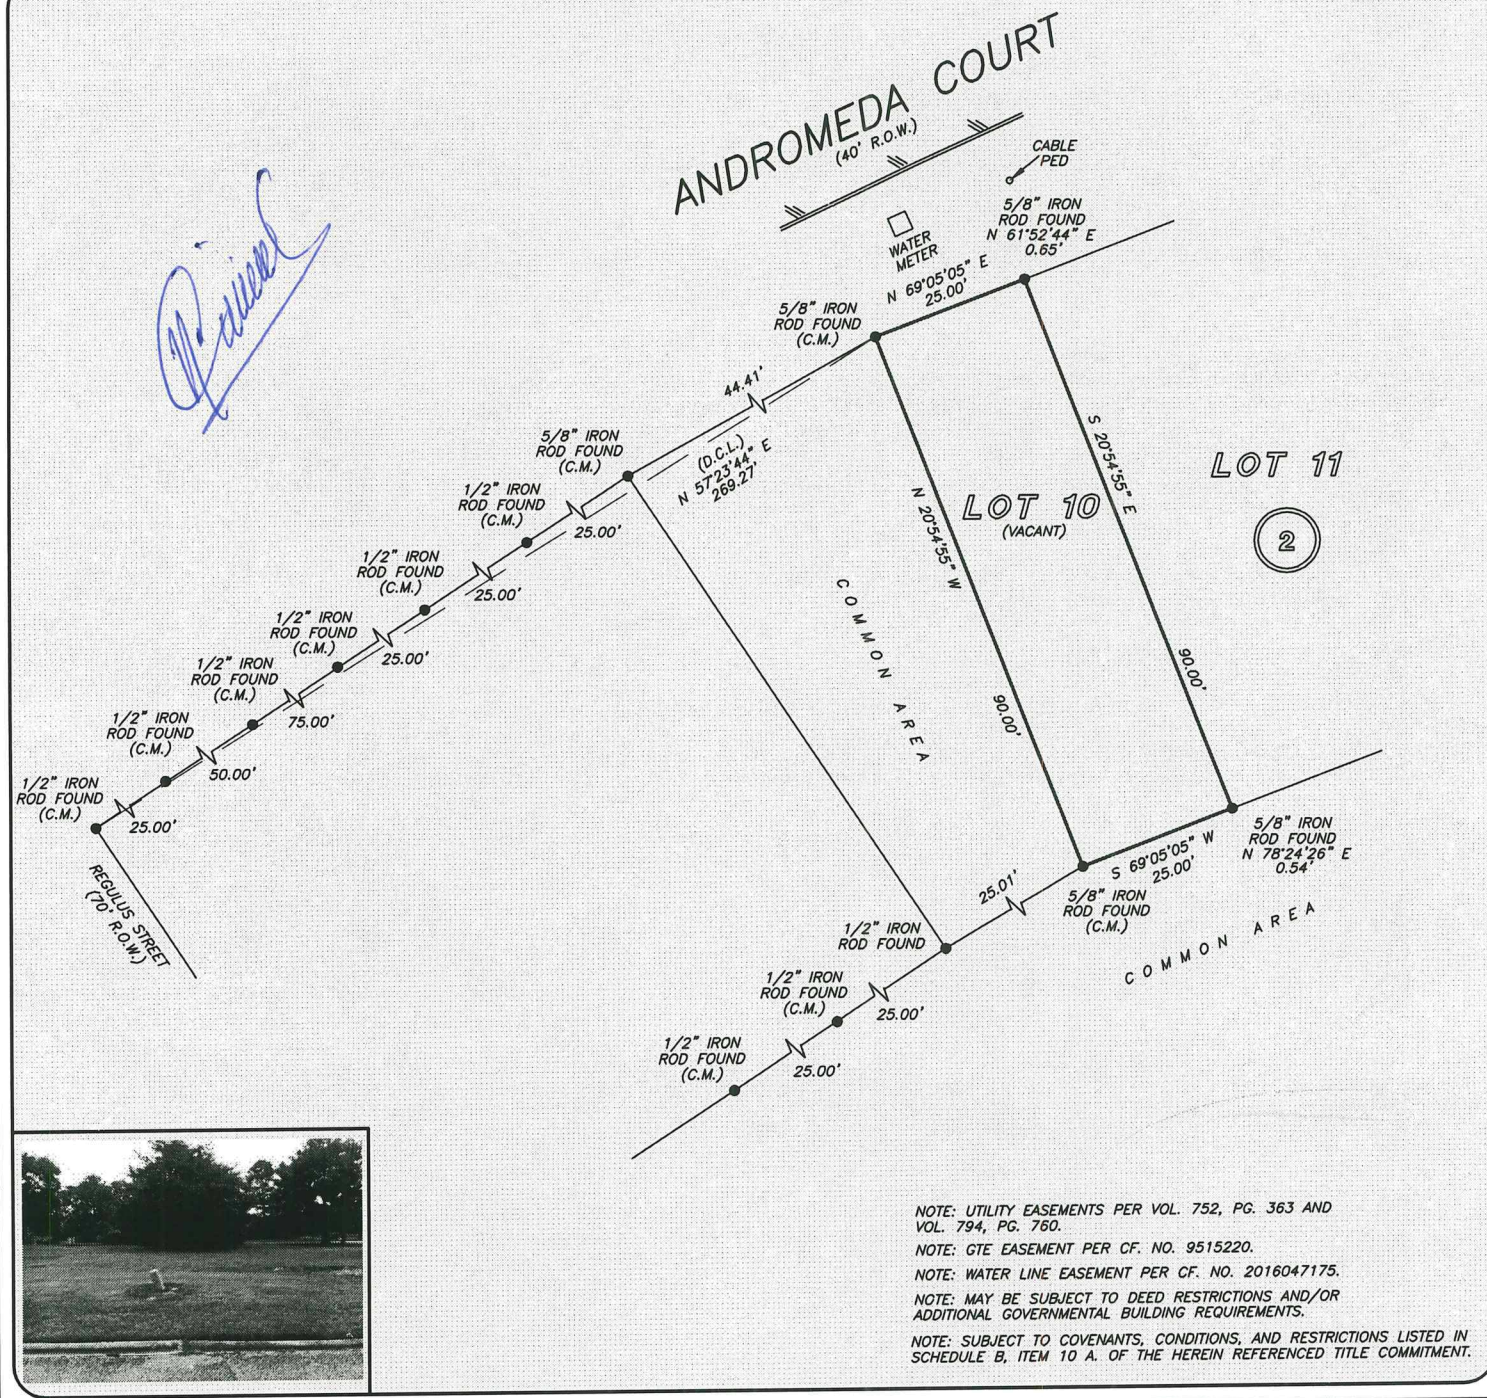 ANDROMEDA COURT
(40' R.O.W.)
CABLE
PED
WATER
METER
5/8" IRON
ROD FOUND
N 61°52'44" E
0.65'
N 69°05'05" E
25.00'
5/8" IRON
ROD FOUND
(C.M.)
44.41'
(D.C.L.)
N 57°23'44" E
269.27'
5/8" IRON
ROD FOUND
(C.M.)
25.00'
1/2" IRON
ROD FOUND
(C.M.)
25.00'
1/2" IRON
ROD FOUND
(C.M.)
25.00'
1/2" IRON
ROD FOUND
(C.M.)
75.00'
1/2" IRON
ROD FOUND
(C.M.)
50.00'
1/2" IRON
ROD FOUND
(C.M.)
25.00'
1/2" IRON
ROD FOUND
(C.M.)
REGULUS STREET
(70' R.O.W.)
COMMON AREA
N 20°54'55" W
90.00'
LOT 10
(VACANT)
S 20°54'55" E
90.00'
LOT 11
2
S 69°05'05" W
25.00'
5/8" IRON
ROD FOUND
N 78°24'26" E
0.54'
5/8" IRON
ROD FOUND
(C.M.)
COMMON AREA
25.01'
1/2" IRON
ROD FOUND
25.00'
1/2" IRON
ROD FOUND
(C.M.)
25.00'
1/2" IRON
ROD FOUND
(C.M.)
NOTE: UTILITY EASEMENTS PER VOL. 752, PG. 363 AND
VOL. 794, PG. 760.
NOTE: GTE EASEMENT PER CF. NO. 9515220.
NOTE: WATER LINE EASEMENT PER CF. NO. 2016047175.
NOTE: MAY BE SUBJECT TO DEED RESTRICTIONS AND/OR
ADDITIONAL GOVERNMENTAL BUILDING REQUIREMENTS.
NOTE: SUBJECT TO COVENANTS, CONDITIONS, AND RESTRICTIONS LISTED IN
SCHEDULE B, ITEM 10 A. OF THE HEREIN REFERENCED TITLE COMMITMENT.